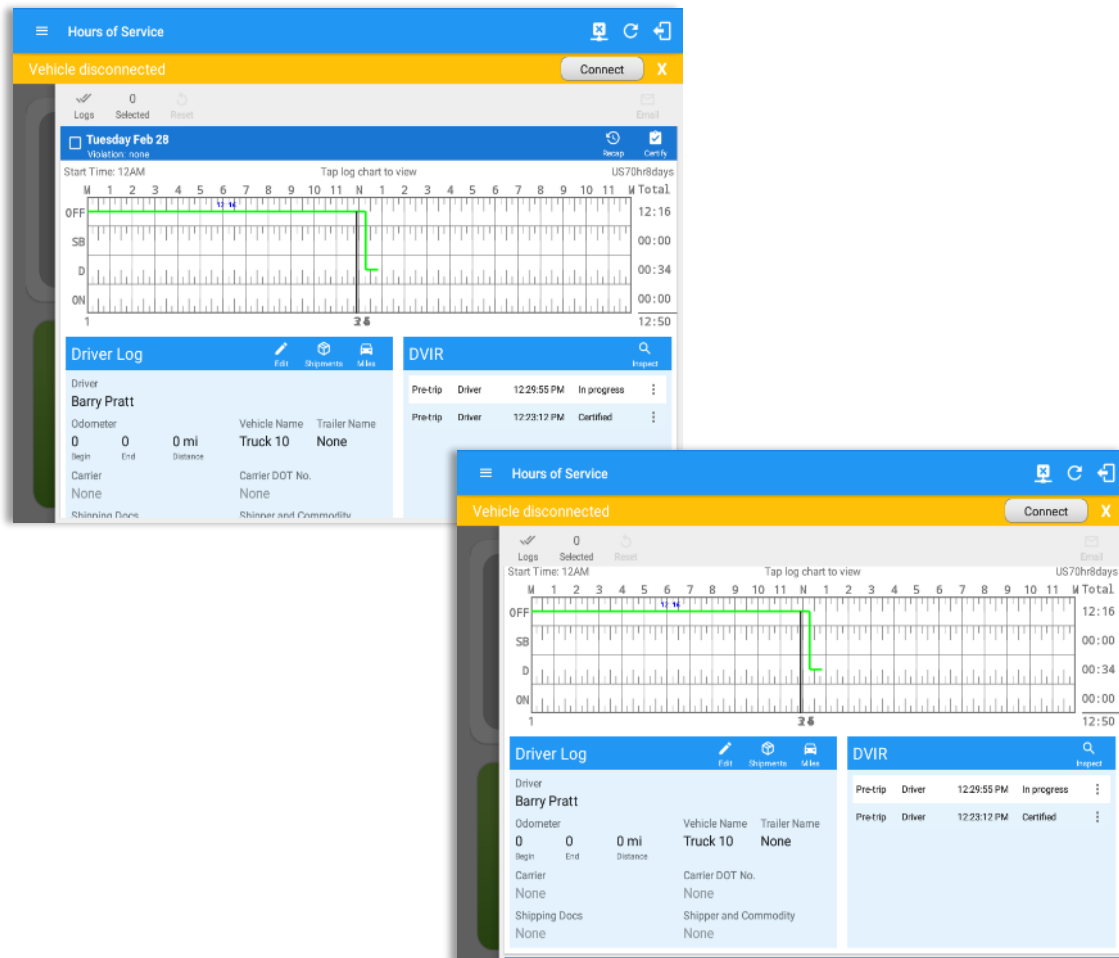 Hours of Service
Vehicle disconnected
Connect X
0
Logs Selected Reset Email
Tuesday Feb 28
Violation: none
Recap Certify
Start Time: 12AM Tap log chart to view US70hr8days
M 1 2 3 4 5 6 7 8 9 10 11 N 1 2 3 4 5 6 7 8 9 10 11 M Total
12:16
OFF 12:16
SB 00:00
D 00:34
ON 00:00
1 12:50
Driver Log
Edit Shipments Miles
Driver
Barry Pratt
Odometer Vehicle Name Trailer Name
0 0 0 mi Truck 10 None
Begin End Distance
Carrier Carrier DOT No.
None None
Shipping Docs Shipper and Commodity
DVIR
Inspect
Pre-trip Driver 12:29:55 PM In progress
Pre-trip Driver 12:23:12 PM Certified
Hours of Service
Vehicle disconnected
Connect X
0
Logs Selected Reset Email
Start Time: 12AM Tap log chart to view US70hr8days
M 1 2 3 4 5 6 7 8 9 10 11 N 1 2 3 4 5 6 7 8 9 10 11 M Total
12:16
OFF 12:16
SB 00:00
D 00:34
ON 00:00
1 12:50
Driver Log
Edit Shipments Miles
Driver
Barry Pratt
Odometer Vehicle Name Trailer Name
0 0 0 mi Truck 10 None
Begin End Distance
Carrier Carrier DOT No.
None None
Shipping Docs Shipper and Commodity
None None
DVIR
Inspect
Pre-trip Driver 12:29:55 PM In progress
Pre-trip Driver 12:23:12 PM Certified